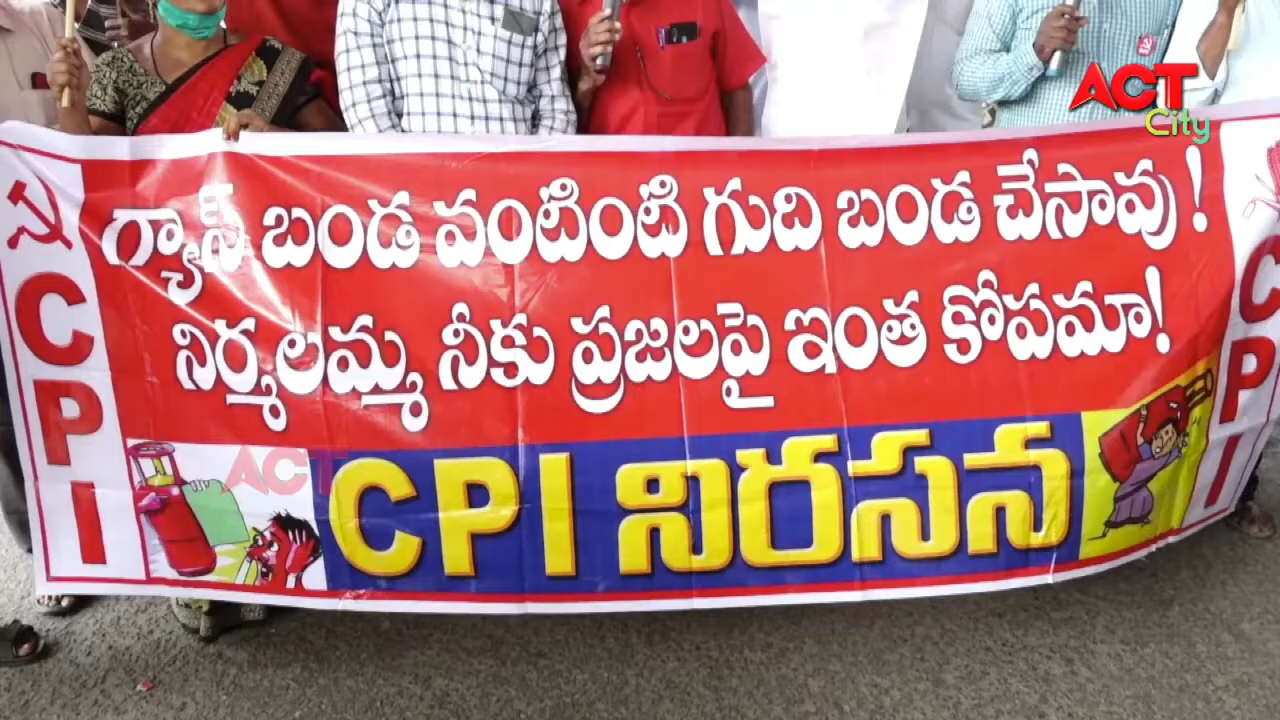 ACT
City
గ్యాస్ బండ వంటింటి గుది బండ చేసావు !
నిర్మలమ్మ నీకు ప్రజలపై ఇంత కోపమా!
CPI
CPI
ACT
CPI నిరసన